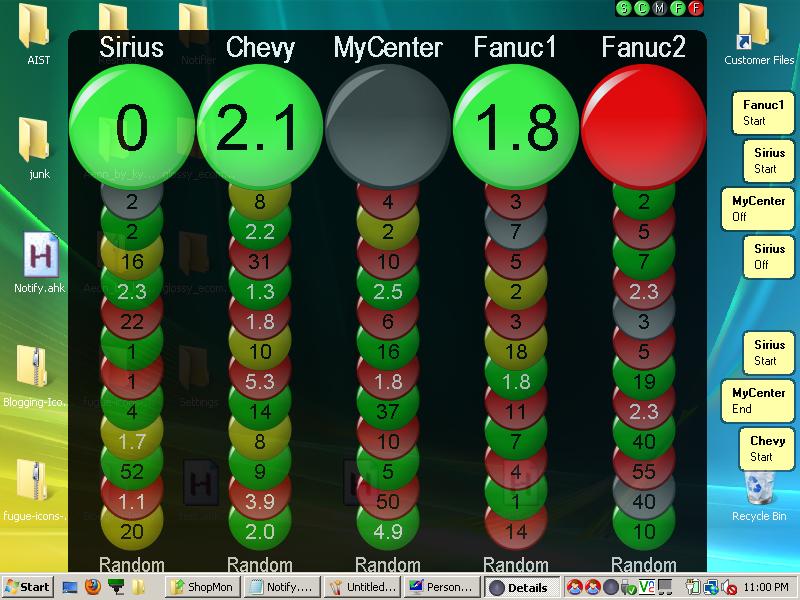 S C M F F
Sirius Chevy MyCenter Fanuc1 Fanuc2
0 2.1 1.8
2 8 4 3 2
2 2.2 2 7 5
16 31 10 5 7
2.3 1.3 2.5 2 2.3
22 1.8 6 3 3
1 10 16 18 5
1 5.3 1.8 1.8 19
4 14 37 11 2.3
1.7 8 10 7 40
52 9 5 4 55
1.1 3.9 50 1 40
20 2.0 4.9 14 10
Random Random Random Random Random
AIST
junk
Notify.ahk
Blogging-Ico...
fugue-icons-...
Notifier
Settings
Customer Files
Fanuc1
Start
Sirius
Start
MyCenter
Off
Sirius
Off
Sirius
Start
MyCenter
End
Chevy
Start
Recycle Bin
Start ShopMon Notify.... Untitled... Person... Details 11:00 PM